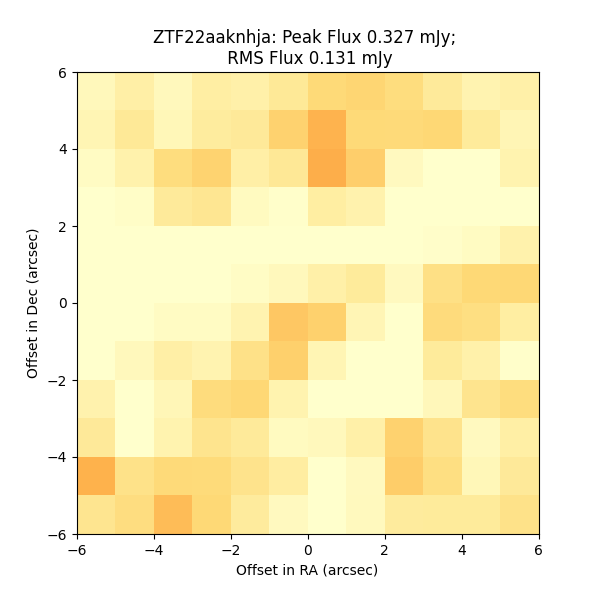 ZTF22aaknhja: Peak Flux 0.327 mJy;
RMS Flux 0.131 mJy
6
4
2
0
−2
−4
−6
Offset in Dec (arcsec)
−6 −4 −2 0 2 4 6
Offset in RA (arcsec)